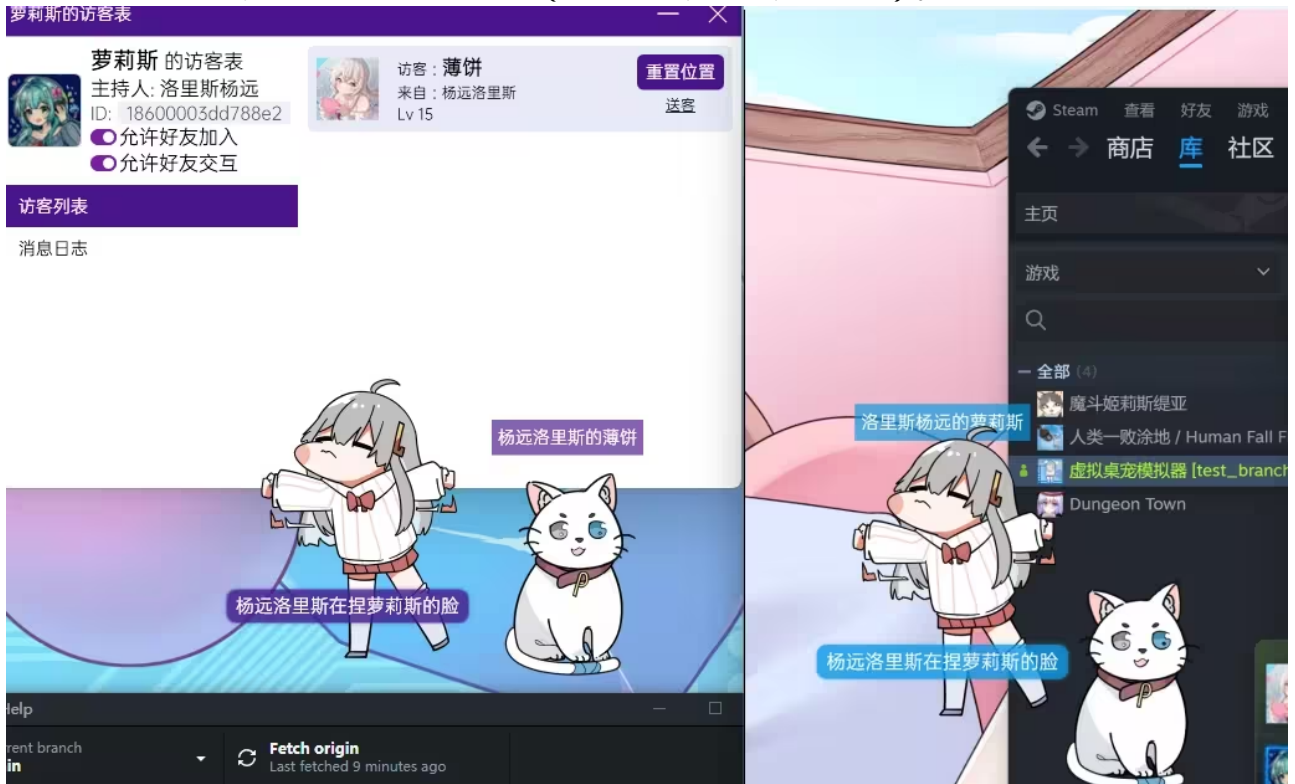 萝莉斯的访客表
萝莉斯 的访客表
主持人: 洛里斯杨远
ID: 18600003dd788e2
允许好友加入
允许好友交互
访客列表
消息日志
访客 : 薄饼
来自 : 杨远洛里斯
Lv 15
重置位置
送客
杨远洛里斯的薄饼
杨远洛里斯在捏萝莉斯的脸
Help
rent branch
in
Fetch origin
Last fetched 9 minutes ago
Steam 查看 好友 游戏
商店 库 社区
主页
游戏
全部 (4)
魔斗姬莉斯缇亚
人类一败涂地 / Human Fall F
虚拟桌宠模拟器 [test_branch
Dungeon Town
洛里斯杨远的萝莉斯
杨远洛里斯在捏萝莉斯的脸